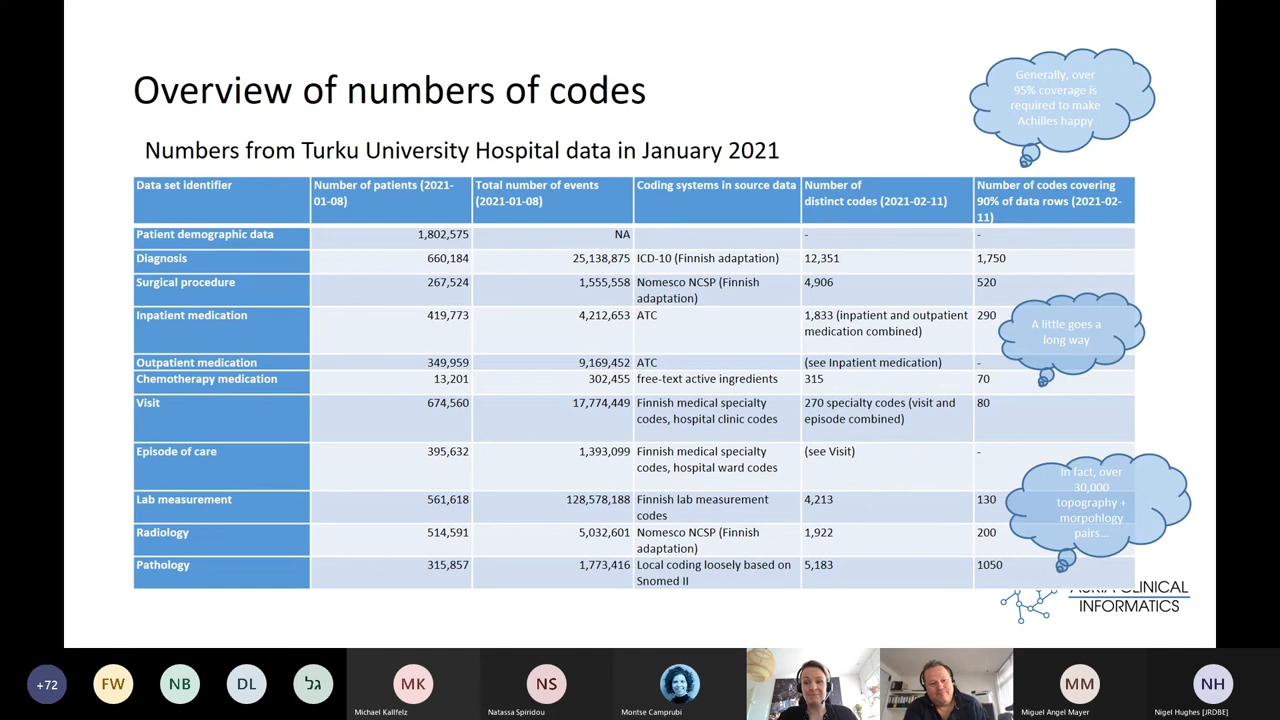 Overview of numbers of codes
Generally, over
95% coverage is
required to make
Achilles happy
Numbers from Turku University Hospital data in January 2021
Data set identifier
Number of patients (2021-
01-08)
Total number of events
(2021-01-08)
Coding systems in source data
Number of
distinct codes (2021-02-11)
Number of codes covering
90% of data rows (2021-02-
11)
Patient demographic data
1,802,575
NA
-
-
Diagnosis
660,184
25,138,875
ICD-10 (Finnish adaptation)
12,351
1,750
Surgical procedure
267,524
1,555,558
Nomesco NCSP (Finnish
adaptation)
4,906
520
Inpatient medication
419,773
4,212,653
ATC
1,833 (inpatient and outpatient
medication combined)
290
A little goes a
long way
Outpatient medication
349,959
9,169,452
ATC
(see Inpatient medication)
-
Chemotherapy medication
13,201
302,455
free-text active ingredients
315
70
Visit
674,560
17,774,449
Finnish medical specialty
codes, hospital clinic codes
270 specialty codes (visit and
episode combined)
80
Episode of care
395,632
1,393,099
Finnish medical specialty
codes, hospital ward codes
(see Visit)
-
In fact, over
30,000
topography +
morpohlogy
pairs...
Lab measurement
561,618
128,578,188
Finnish lab measurement
codes
4,213
130
Radiology
514,591
5,032,601
Nomesco NCSP (Finnish
adaptation)
1,922
200
Pathology
315,857
1,773,416
Local coding loosely based on
Snomed II
5,183
1050
AURIA CLINICAL
INFORMATICS
+72
FW
NB
DL
גל
MK
Michael Kallfelz
NS
Natassa Spiridou
Montse Camprubi
MM
Miguel Angel Mayer
NH
Nigel Hughes [JRDBE]